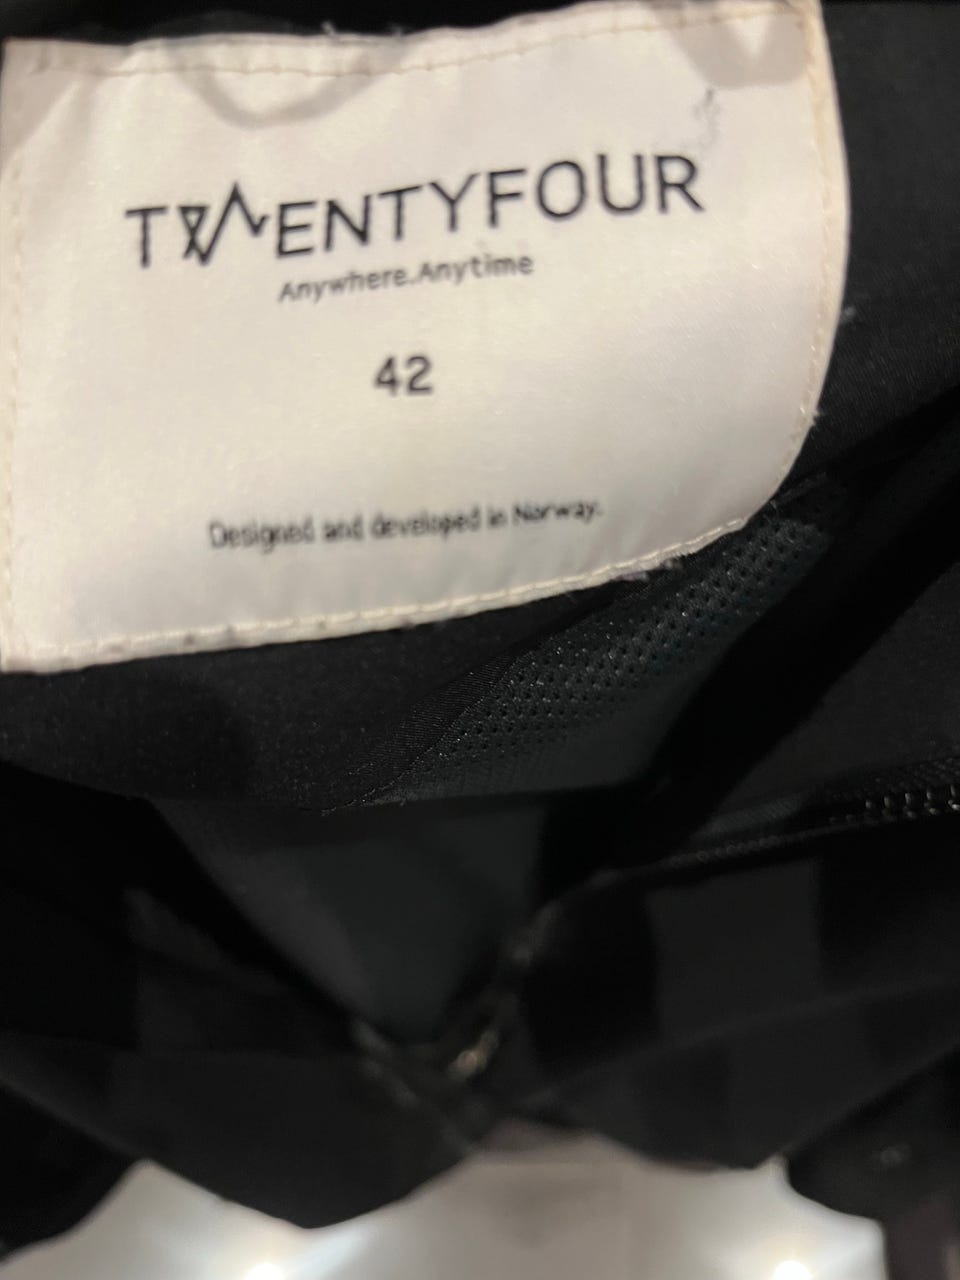 TWENTYFOUR
Anywhere.Anytime
42
Designed and developed in Norway.